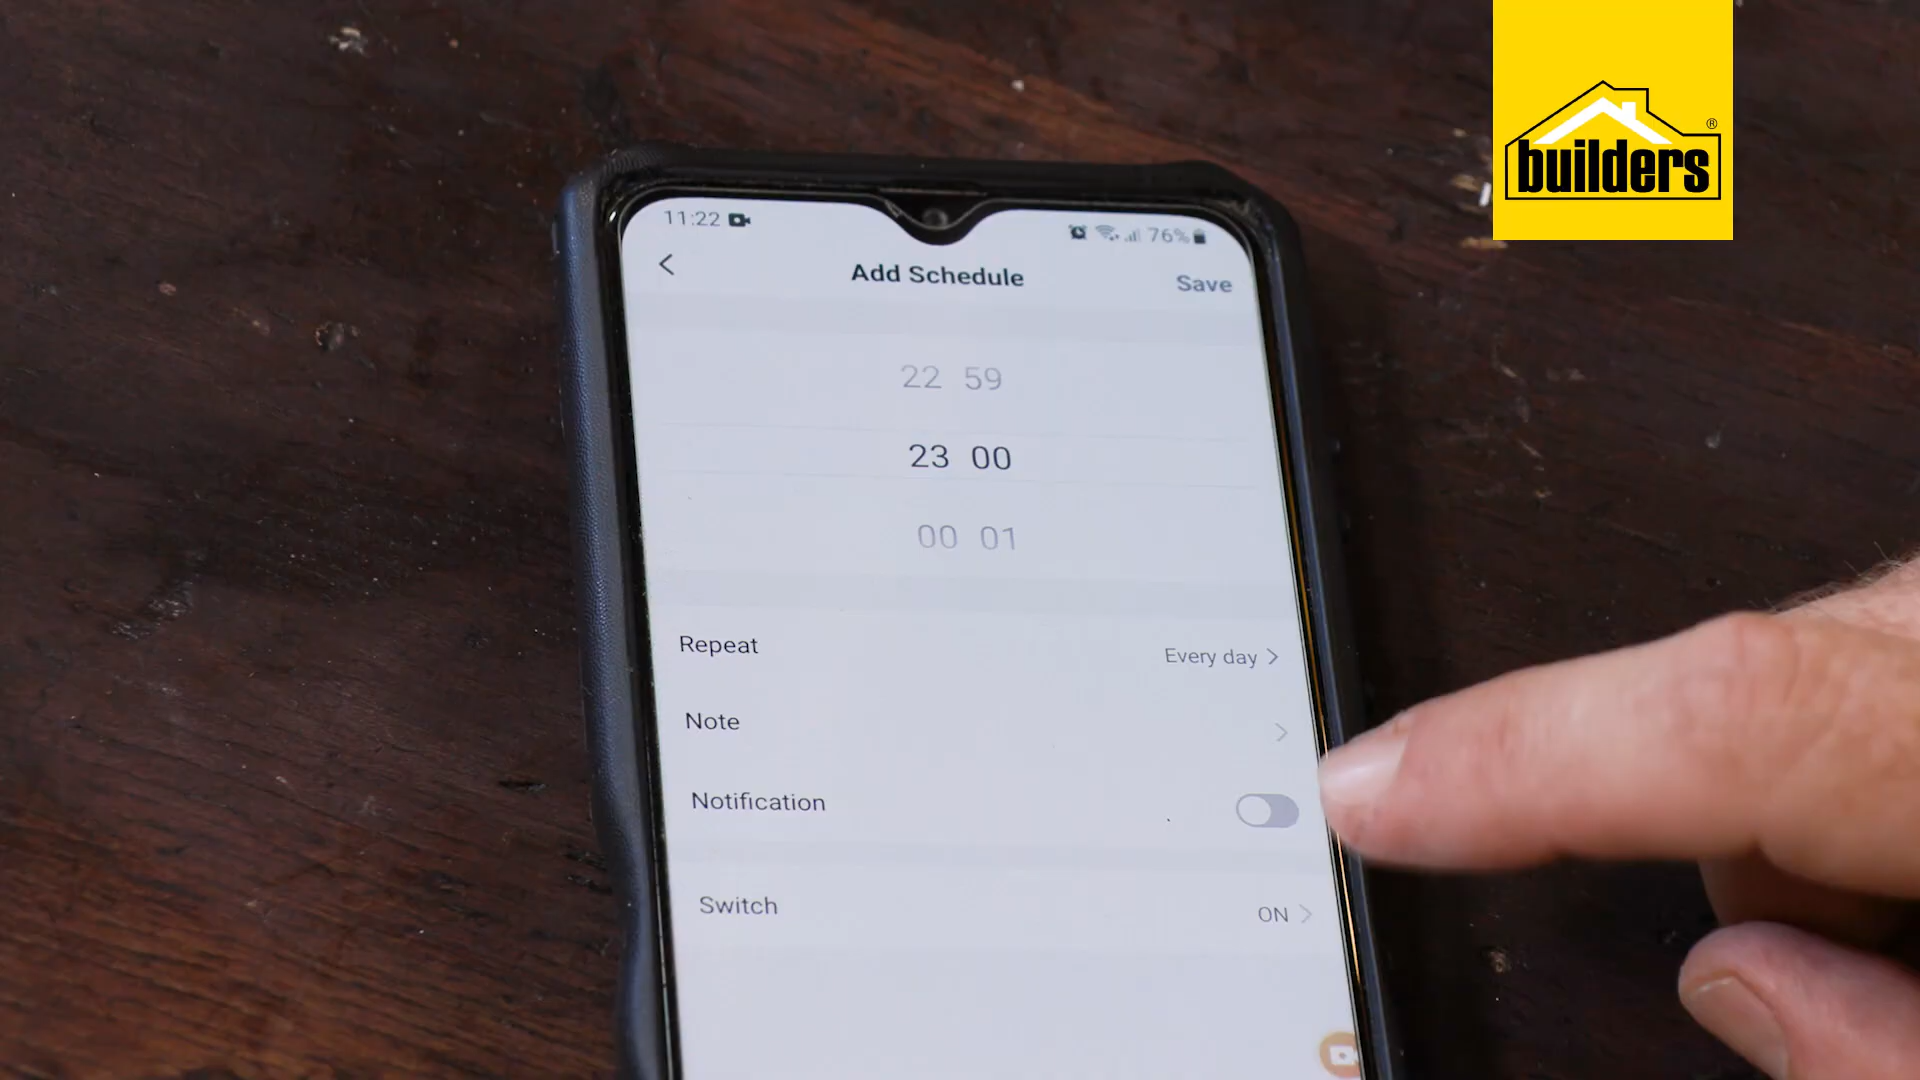 builders®
11:22
76%
Add Schedule
Save
22 59
23 00
00 01
Repeat
Every day
Note
Notification
Switch
ON